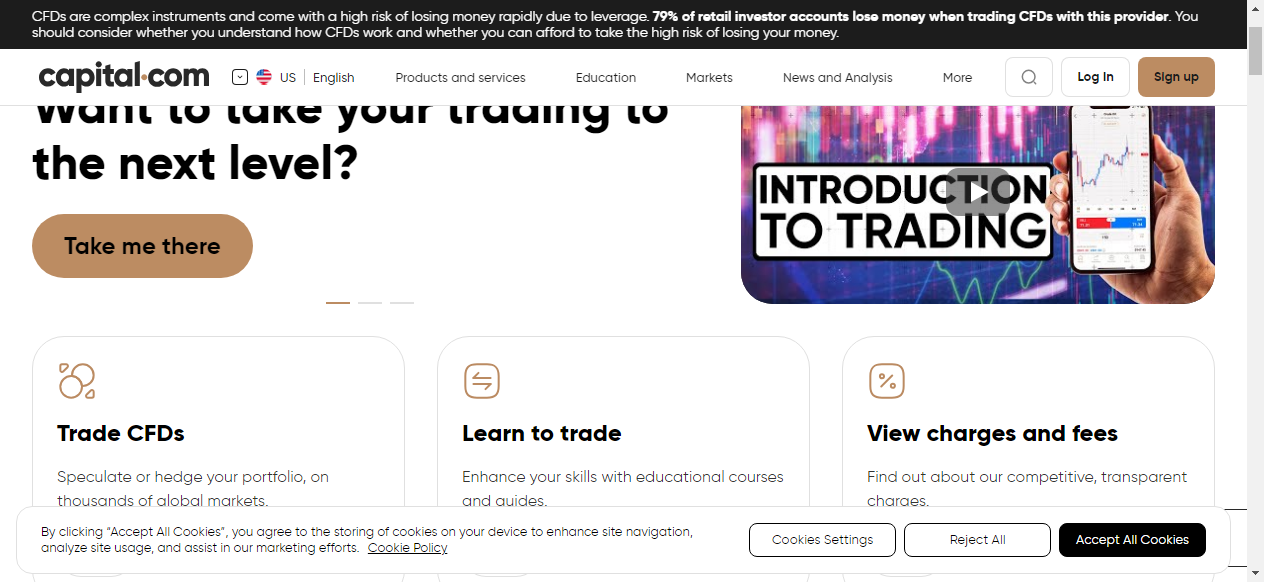 CFDs are complex instruments and come with a high risk of losing money rapidly due to leverage. 79% of retail investor accounts lose money when trading CFDs with this provider. You
should consider whether you understand how CFDs work and whether you can afford to take the high risk of losing your money.
capital.com
US English Products and services Education Markets News and Analysis More Log In Sign up
Want to take your trading to
the next level?
Take me there
INTRODUCTION
TO TRADING
Trade CFDs
Speculate or hedge your portfolio, on
thousands of global markets.
Learn to trade
Enhance your skills with educational courses
and guides.
View charges and fees
Find out about our competitive, transparent
charges.
By clicking “Accept All Cookies”, you agree to the storing of cookies on your device to enhance site navigation,
analyze site usage, and assist in our marketing efforts. Cookie Policy
Cookies Settings
Reject All
Accept All Cookies